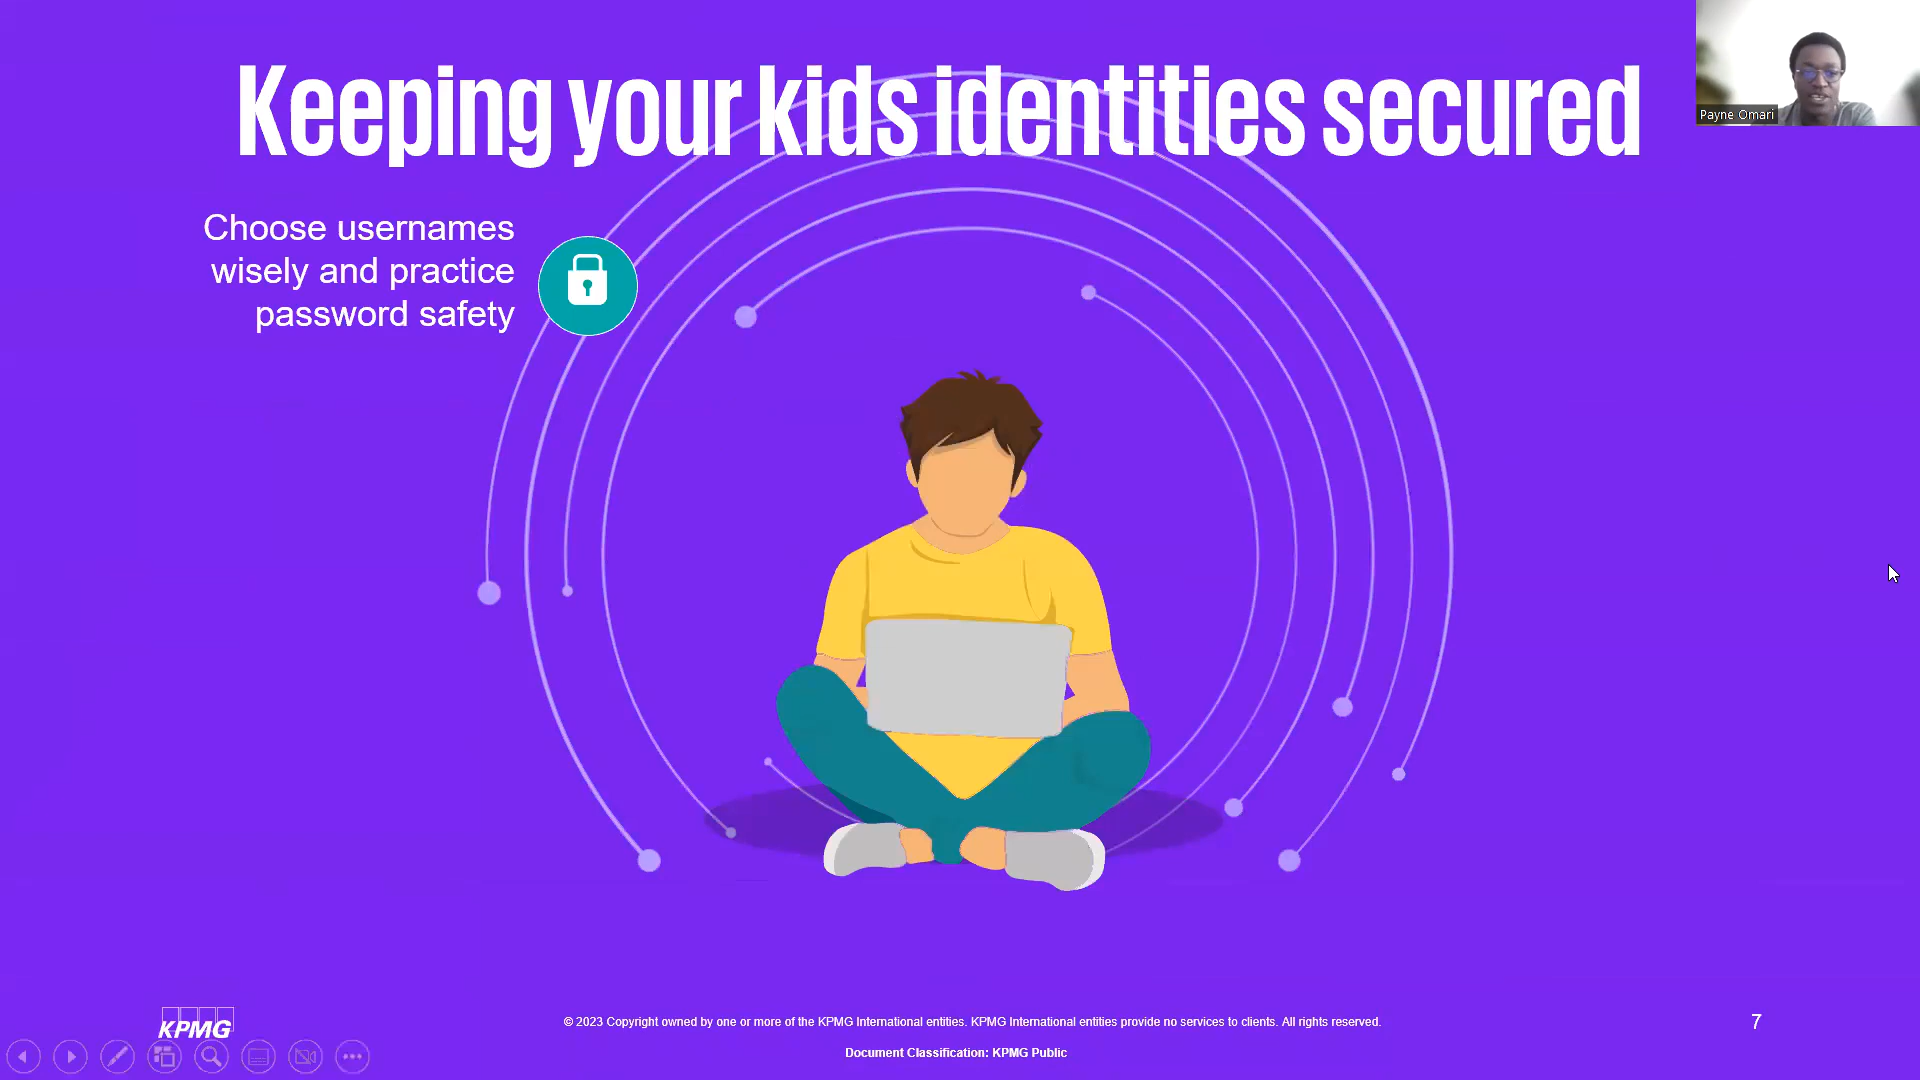 Keeping your kids identities secured
Payne Omari
Choose usernames
wisely and practice
password safety
KPMG
© 2023 Copyright owned by one or more of the KPMG International entities. KPMG International entities provide no services to clients. All rights reserved.
7
Document Classification: KPMG Public